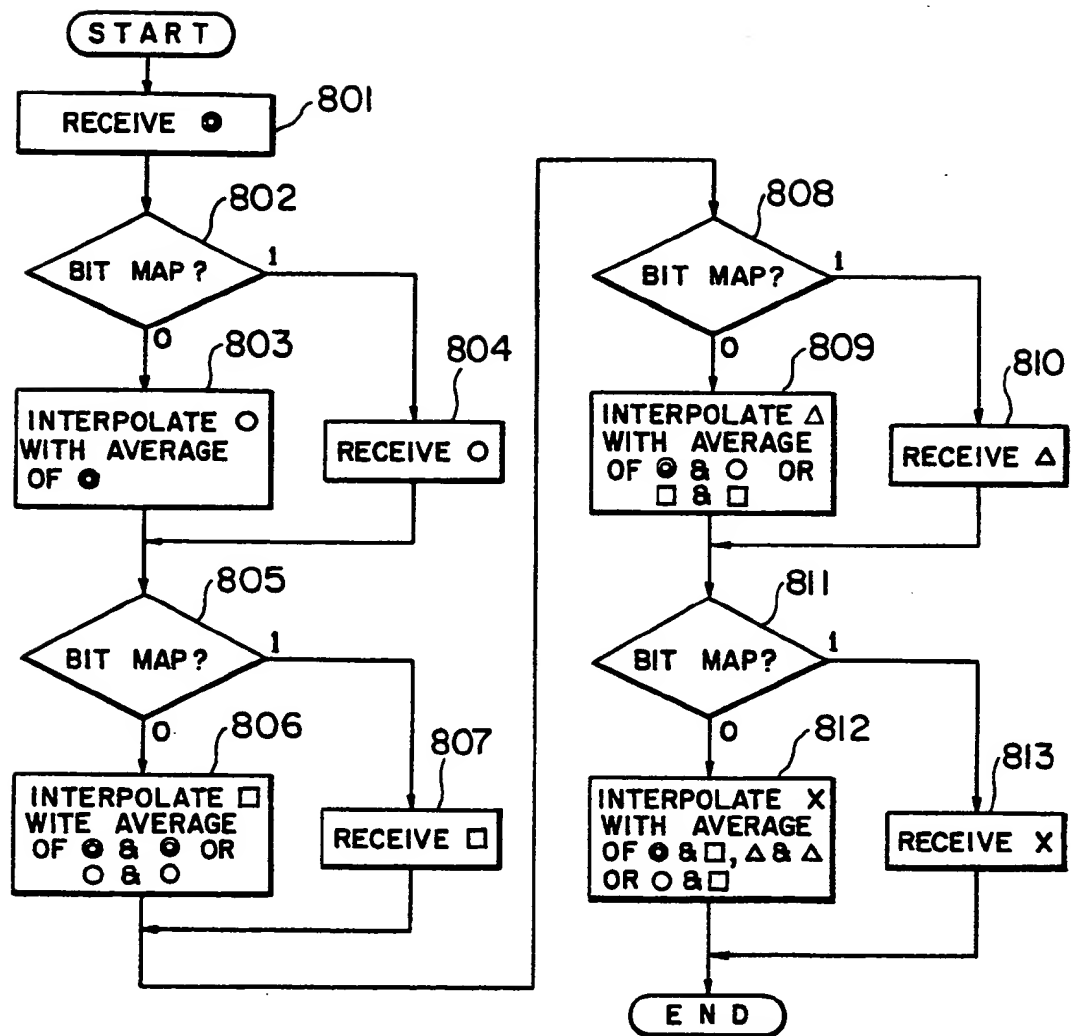 START
801
RECEIVE ◎
802
BIT MAP?
1
0
803
INTERPOLATE ○
WITH AVERAGE
OF ◎
804
RECEIVE ○
805
BIT MAP?
1
0
806
INTERPOLATE □
WITE AVERAGE
OF ◎ & ◎ OR
○ & ○
807
RECEIVE □
808
BIT MAP?
1
0
809
INTERPOLATE △
WITH AVERAGE
OF ◎ & ○ OR
□ & □
810
RECEIVE △
811
BIT MAP?
1
0
812
INTERPOLATE X
WITH AVERAGE
OF ◎ & □, △ & △
OR ○ & □
813
RECEIVE X
END